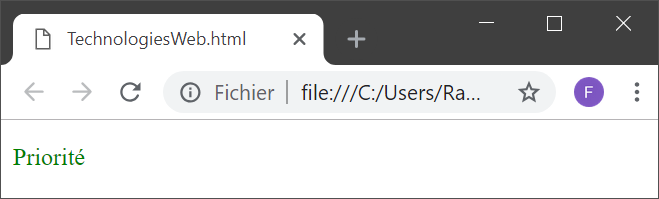 TechnologiesWeb.html
Fichier file:///C:/Users/Ra...
F
Priorité